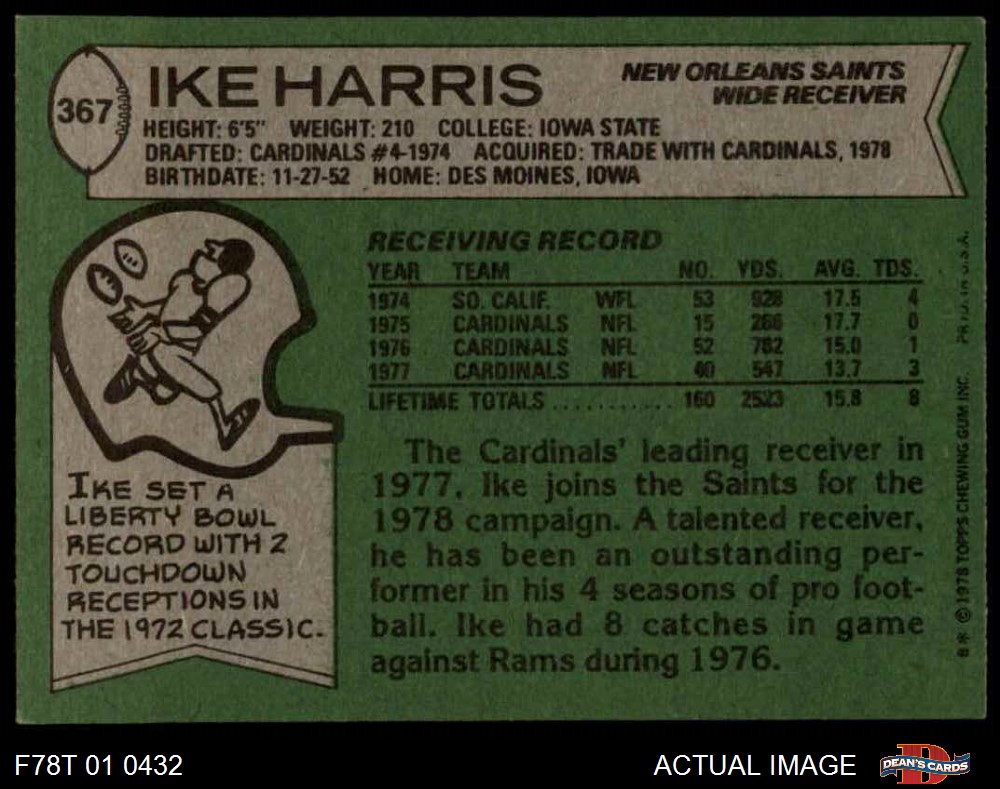 367
IKE HARRIS
NEW ORLEANS SAINTS
WIDE RECEIVER
HEIGHT: 6'5" WEIGHT: 210 COLLEGE: IOWA STATE
DRAFTED: CARDINALS #4-1974 ACQUIRED: TRADE WITH CARDINALS, 1978
BIRTHDATE: 11-27-52 HOME: DES MOINES, IOWA
RECEIVING RECORD
YEAR TEAM NO. YDS. AVG. TDS.
1974 SO. CALIF. WFL 53 928 17.5 4
1975 CARDINALS NFL 15 266 17.7 0
1976 CARDINALS NFL 52 782 15.0 1
1977 CARDINALS NFL 40 547 13.7 3
LIFETIME TOTALS ............ 160 2523 15.8 8
The Cardinals' leading receiver in
1977, Ike joins the Saints for the
1978 campaign. A talented receiver,
he has been an outstanding per-
former in his 4 seasons of pro foot-
ball. Ike had 8 catches in game
against Rams during 1976.
IKE SET A
LIBERTY BOWL
RECORD WITH 2
TOUCHDOWN
RECEPTIONS IN
THE 1972 CLASSIC.
B* ©1978 TOPPS CHEWING GUM INC. PRTD. IN U.S.A.
F78T 01 0432
ACTUAL IMAGE
DEAN'S CARDS